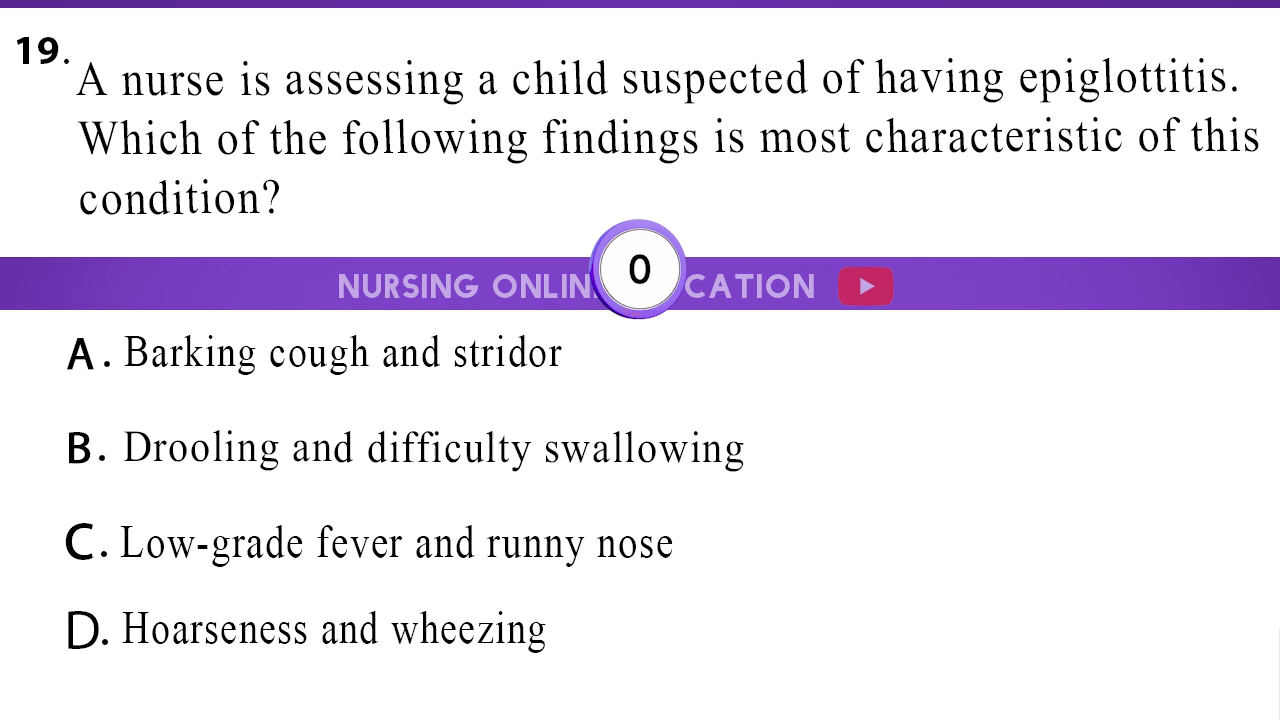 19.
A nurse is assessing a child suspected of having epiglottitis.
Which of the following findings is most characteristic of this
condition?
NURSING ONLIN 0 CATION
A. Barking cough and stridor
B. Drooling and difficulty swallowing
C. Low-grade fever and runny nose
D. Hoarseness and wheezing